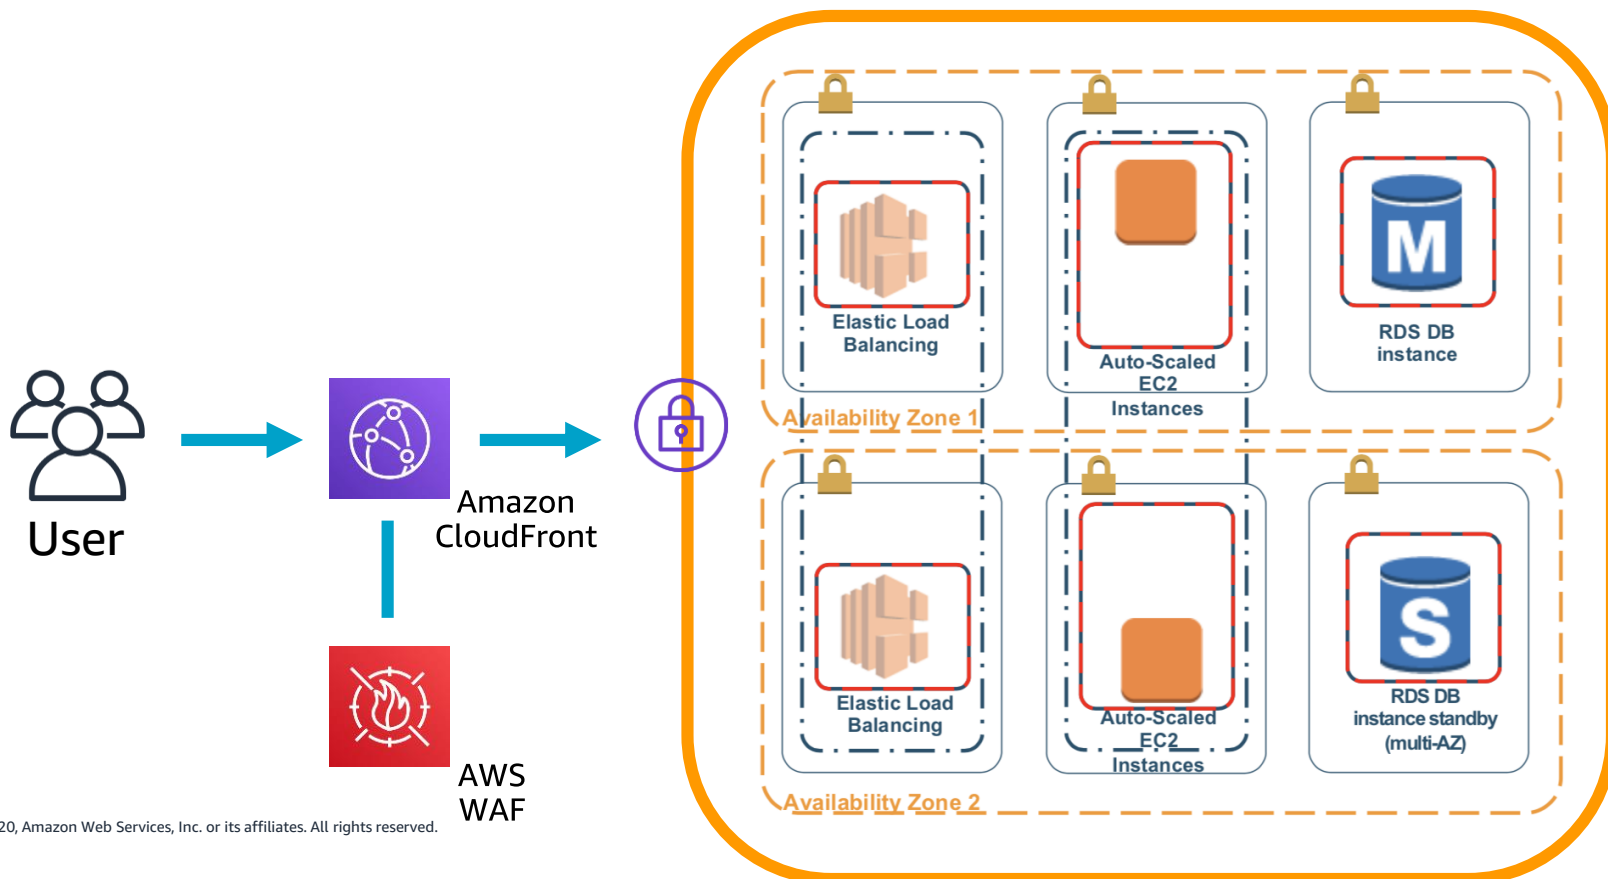 User
Amazon
CloudFront
AWS
WAF
Elastic Load
Balancing
Auto-Scaled
EC2
Instances
M
RDS DB
instance
Availability Zone 1
Elastic Load
Balancing
Auto-Scaled
EC2
Instances
S
RDS DB
instance standby
(multi-AZ)
Availability Zone 2
20, Amazon Web Services, Inc. or its affiliates. All rights reserved.